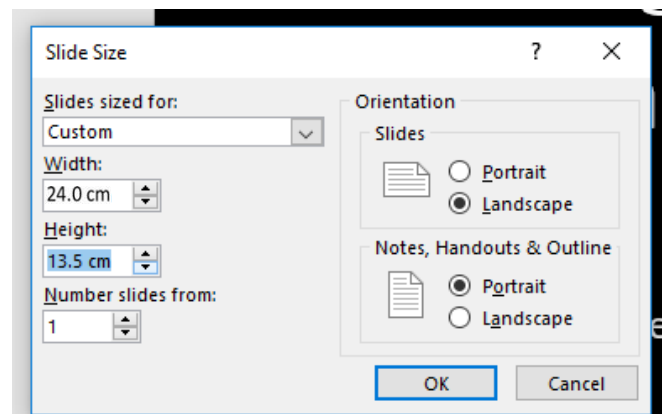 Slide Size
?
Slides sized for:
Custom
Width:
24.0 cm
Height:
13.5 cm
Number slides from:
1
Orientation
Slides
Portrait
Landscape
Notes, Handouts & Outline
Portrait
Landscape
OK
Cancel